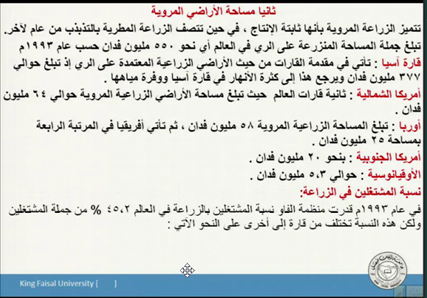 ثانيا مساحة الأراضي المروية
تتميز الزراعة المروية بأنها ثابتة الإنتاج ، في حين تتصف الزراعة المطرية بالتذبذب من عام لآخر.
تبلغ جملة المساحة المنزرعة على الري في العالم أي نحو ٥٥٠ مليون فدان حسب عام ١٩٩٣م
قارة أسيا : تأتي في مقدمة القارات من حيث الأراضي الزراعية المعتمدة على الري إذ تبلغ حوالي
٣٧٧ مليون فدان ويرجع هذا إلى كثرة الأنهار في قارة أسيا ووفرة مياهها .
أمريكا الشمالية : ثانية قارات العالم حيث تبلغ مساحة الأراضي الزراعية المروية حوالي ٦٤ مليون
فدان .
أوربا : تبلغ المساحة الزراعية المروية ٥٨ مليون فدان ، ثم تأتي أفريقيا في المرتبة الرابعة
بمساحة ٢٥ مليون فدان .
أمريكا الجنوبية : بنحو ٢٠ مليون فدان .
الأوقيانوسية : حوالي ٥,٣ مليون فدان .
نسبة المشتغلين في الزراعة:
في عام ١٩٩٣م قدرت منظمة الفاو نسبة المشتغلين بالزراعة في العالم ٤٥,٢ % من جملة المشتغلين
ولكن هذه النسبة تختلف من قارة إلى أخرى على النحو الأتي :
King Faisal University [ ]